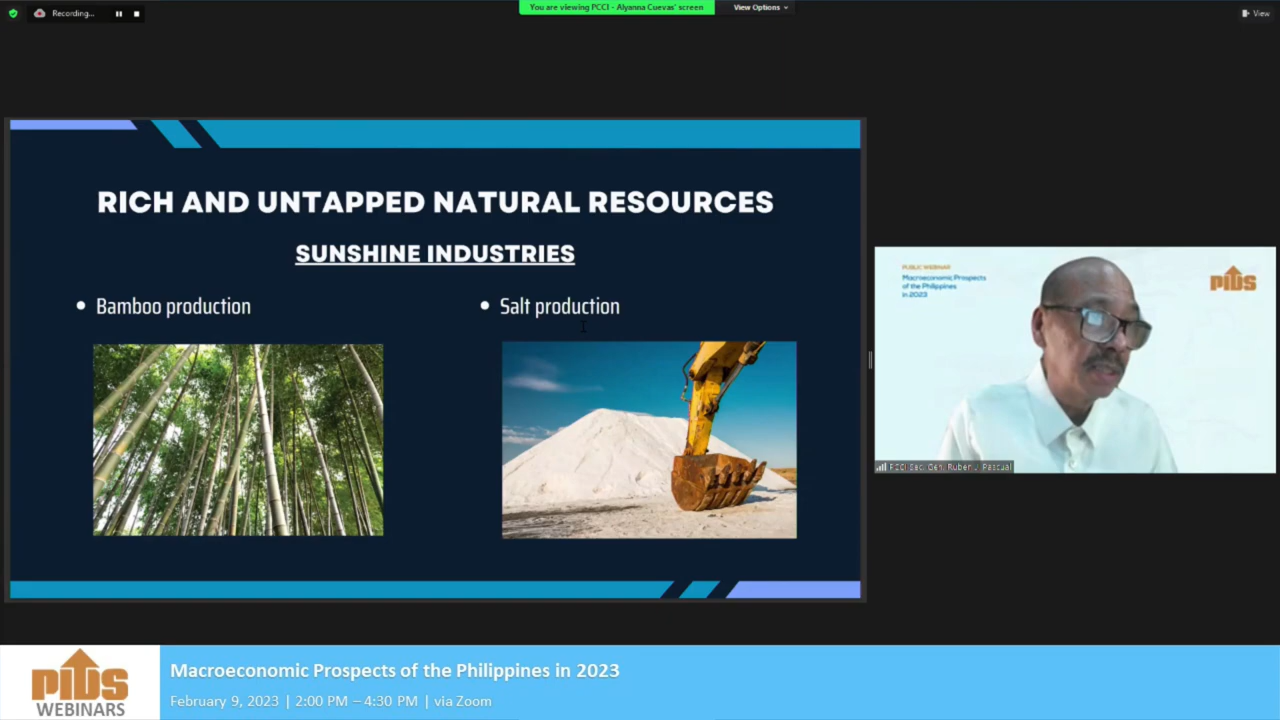 Recording...
You are viewing PCCI - Alyanna Cuevas' screen
View Options
View
RICH AND UNTAPPED NATURAL RESOURCES
SUNSHINE INDUSTRIES
• Bamboo production
• Salt production
PUBLIC WEBINAR
Macroeconomic Prospects
of the Philippines
in 2023
PIDS
PCCI Sec. Gen. Ruben J. Pascual
PIDS
WEBINARS
Macroeconomic Prospects of the Philippines in 2023
February 9, 2023 | 2:00 PM – 4:30 PM | via Zoom